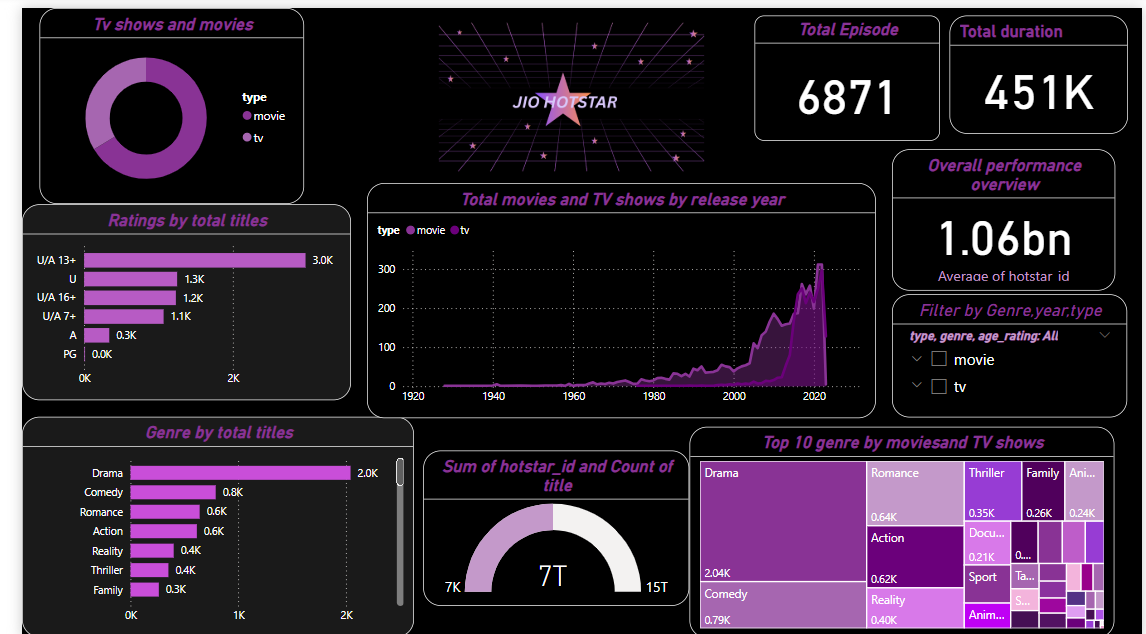 Tv shows and movies
type
movie
tv
JIO HOTSTAR
Total Episode
6871
Total duration
451K
Overall performance
overview
1.06bn
Average of hotstar_id
Ratings by total titles
U/A 13+ 3.0K
U 1.3K
U/A 16+ 1.2K
U/A 7+ 1.1K
A 0.3K
PG 0.0K
0K 2K
Total movies and TV shows by release year
type movie tv
300
200
100
0
1920 1940 1960 1980 2000 2020
Filter by Genre,year,type
type, genre, age_rating: All
movie
tv
Genre by total titles
Drama 2.0K
Comedy 0.8K
Romance 0.6K
Action 0.6K
Reality 0.4K
Thriller 0.4K
Family 0.3K
0K 1K 2K
Sum of hotstar_id and Count of
title
7K 7T 15T
Top 10 genre by moviesand TV shows
Drama
2.04K
Comedy
0.79K
Romance
0.64K
Action
0.62K
Reality
0.40K
Thriller
0.35K
Family
0.26K
Ani...
0.24K
Docu...
0.21K
Sport
Anim...
0....
Ta...
S...